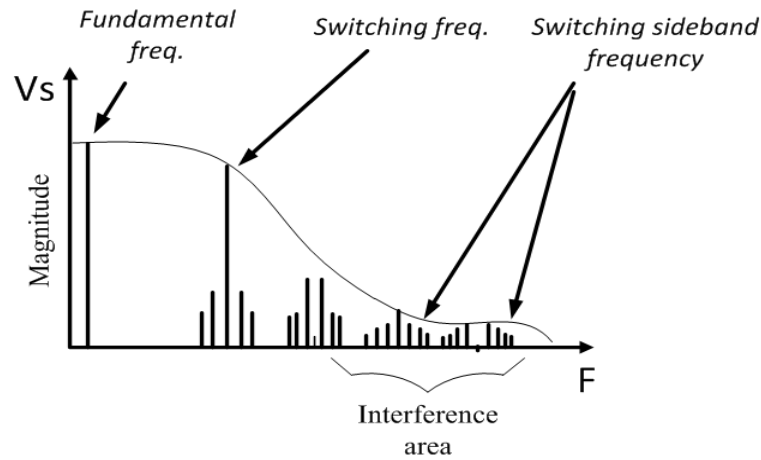 Fundamental
freq.
Switching freq.
Switching sideband
frequency
Vs
Magnitude
F
Interference
area